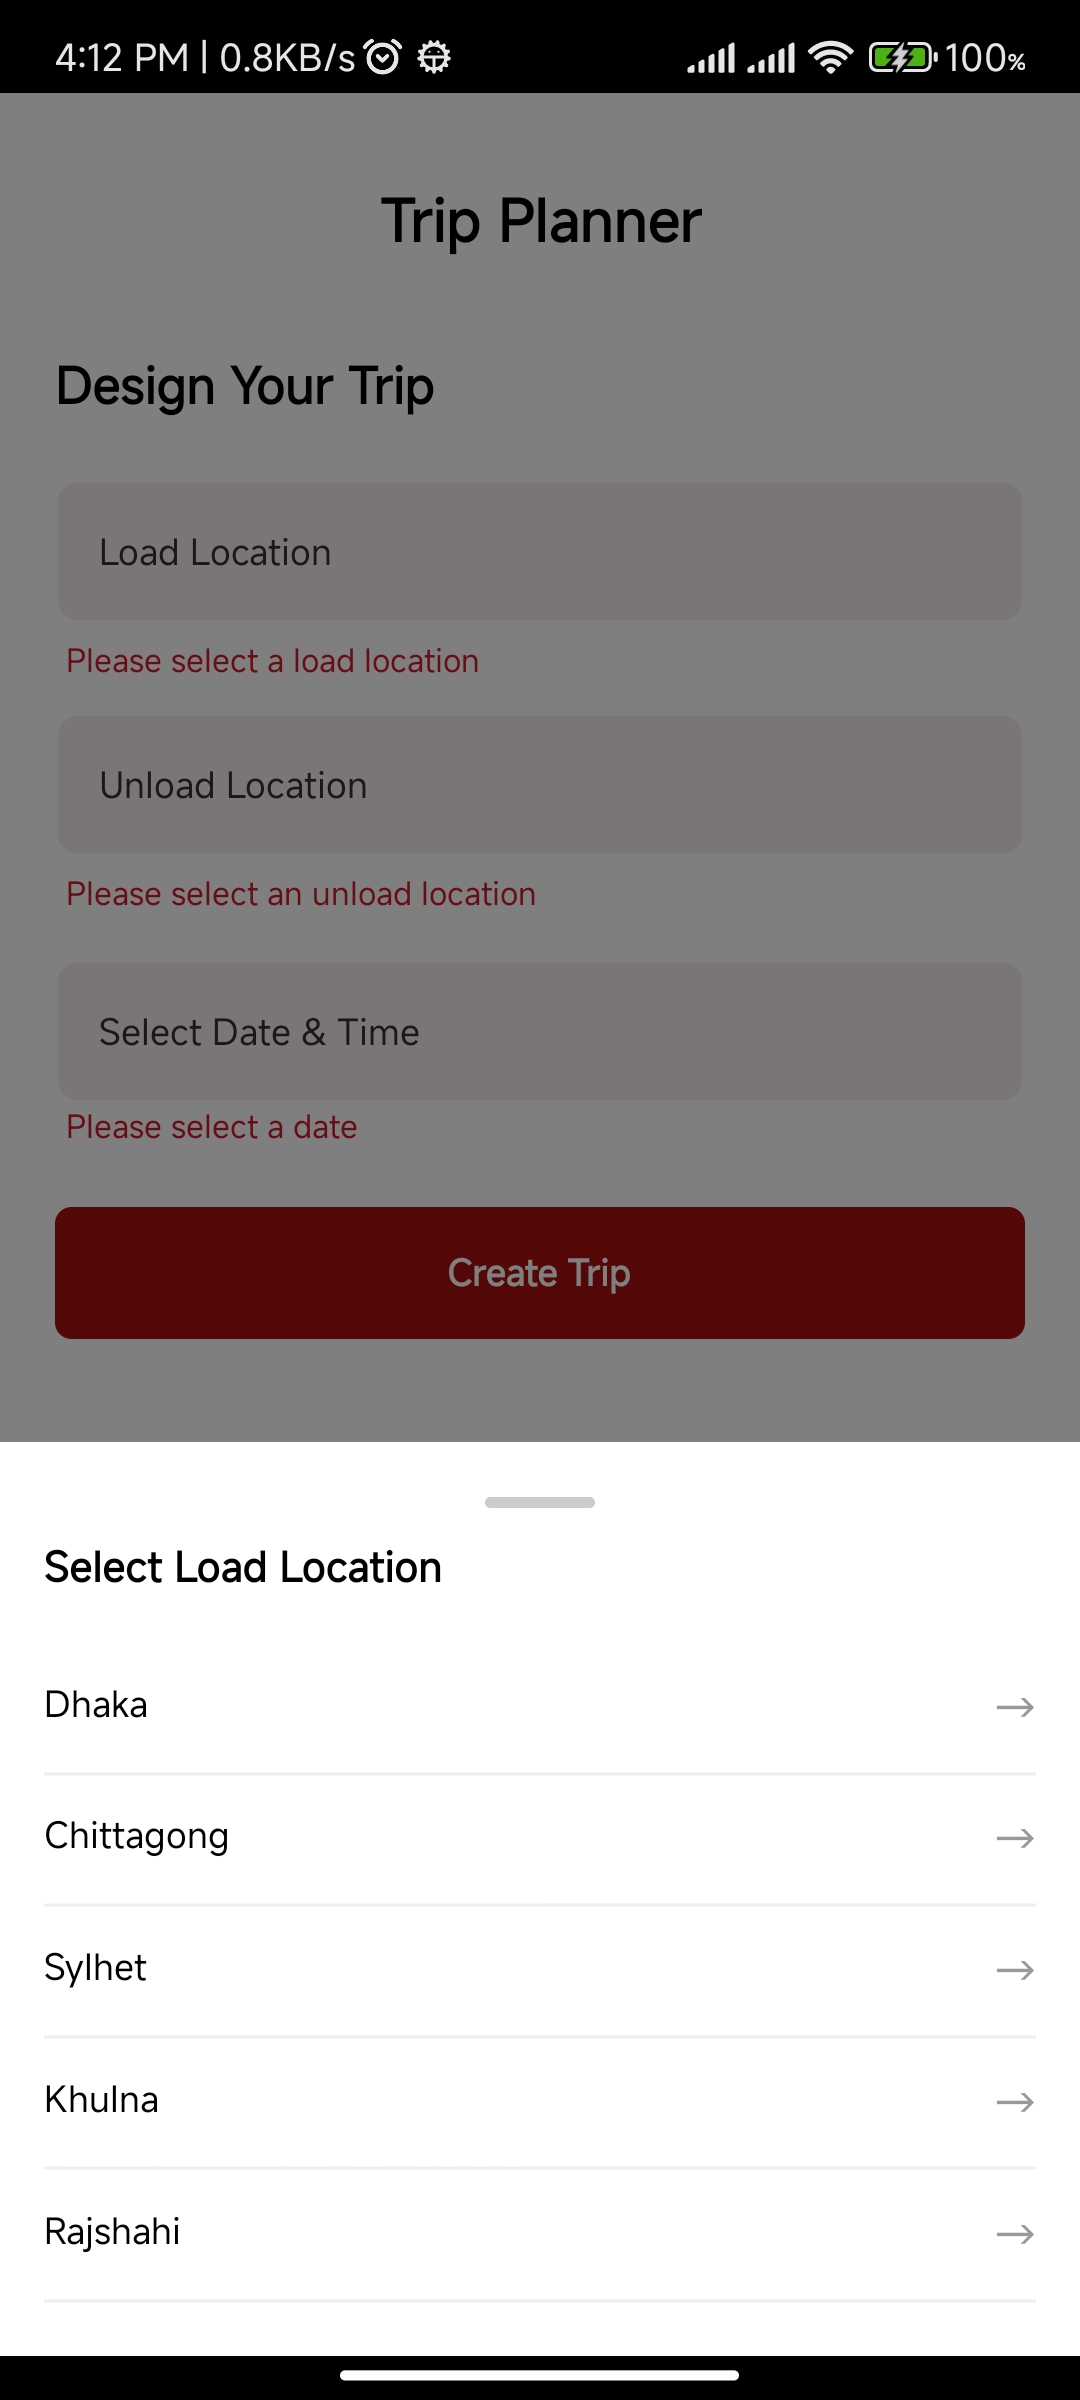 4:12 PM | 0.8KB/s 100%
Trip Planner
Design Your Trip
Load Location
Please select a load location
Unload Location
Please select an unload location
Select Date & Time
Please select a date
Create Trip
Select Load Location
Dhaka
Chittagong
Sylhet
Khulna
Rajshahi